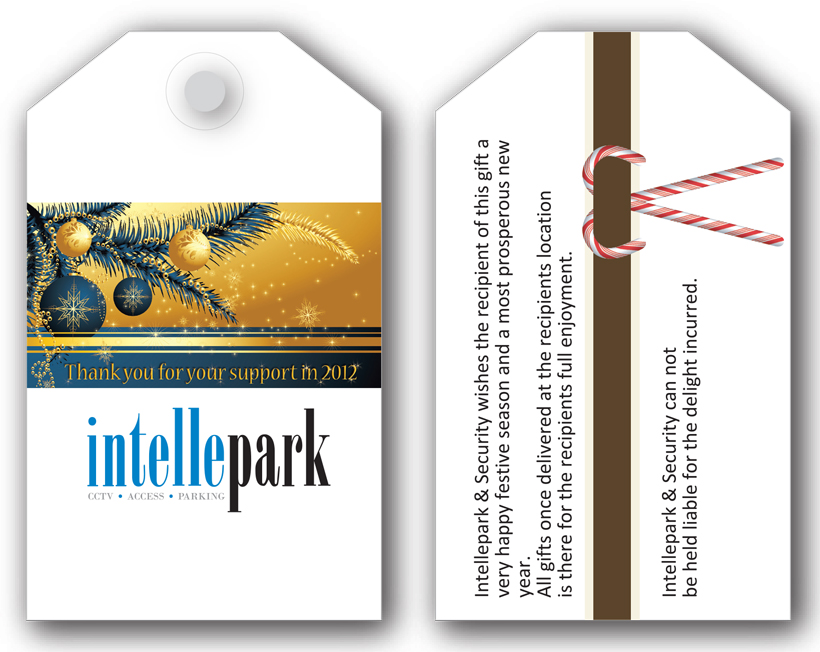 Thank you for your support in 2012
intellepark
CCTV • ACCESS • PARKING
Intellepark & Security wishes the recipient of this gift a
very happy festive season and a most prosperous new
year.
All gifts once delivered at the recipients location
is there for the recipients full enjoyment.
Intellepark & Security can not
be held liable for the delight incurred.